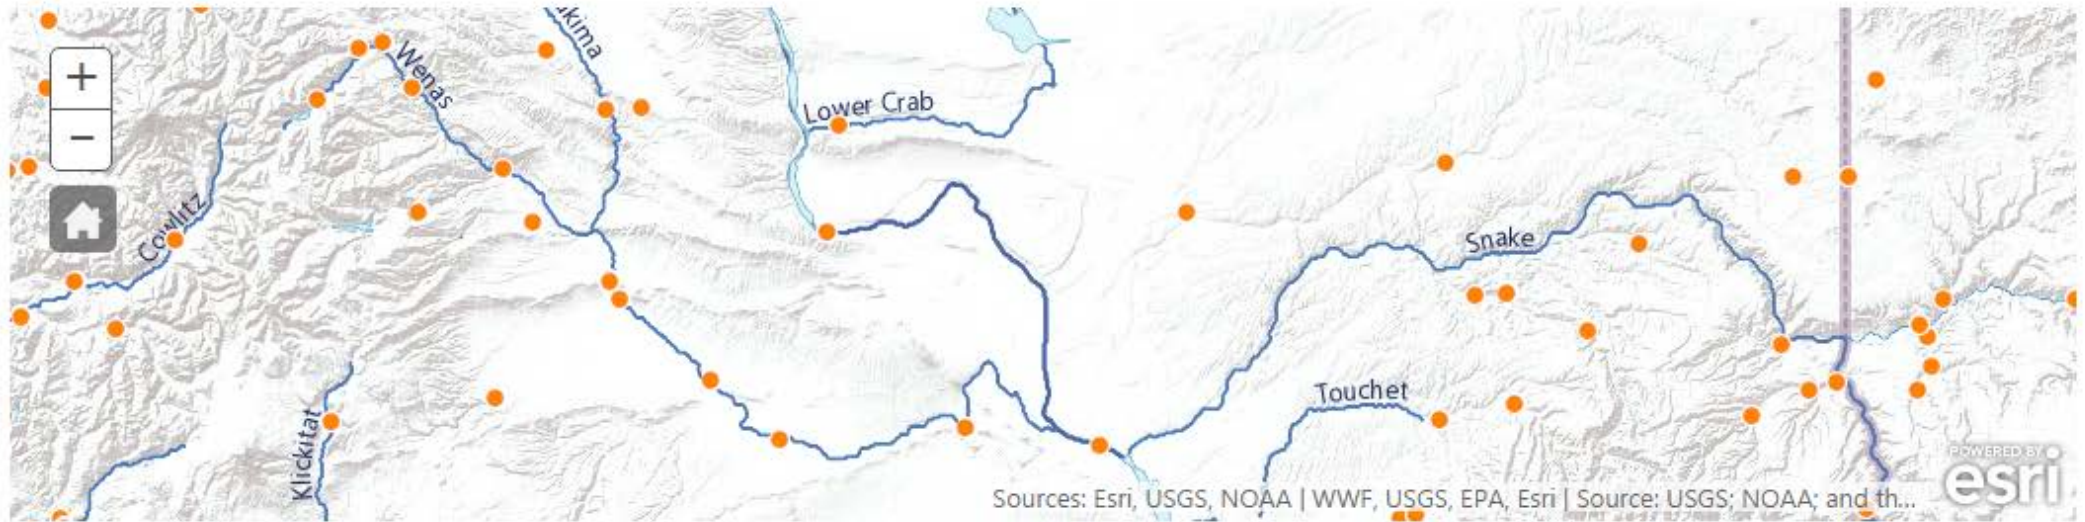 akima
Wenas
+
−
Lower Crab
Cowlitz
Snake
Touchet
Klickitat
POWERED BY
esri
Sources: Esri, USGS, NOAA | WWF, USGS, EPA, Esri | Source: USGS; NOAA; and th...